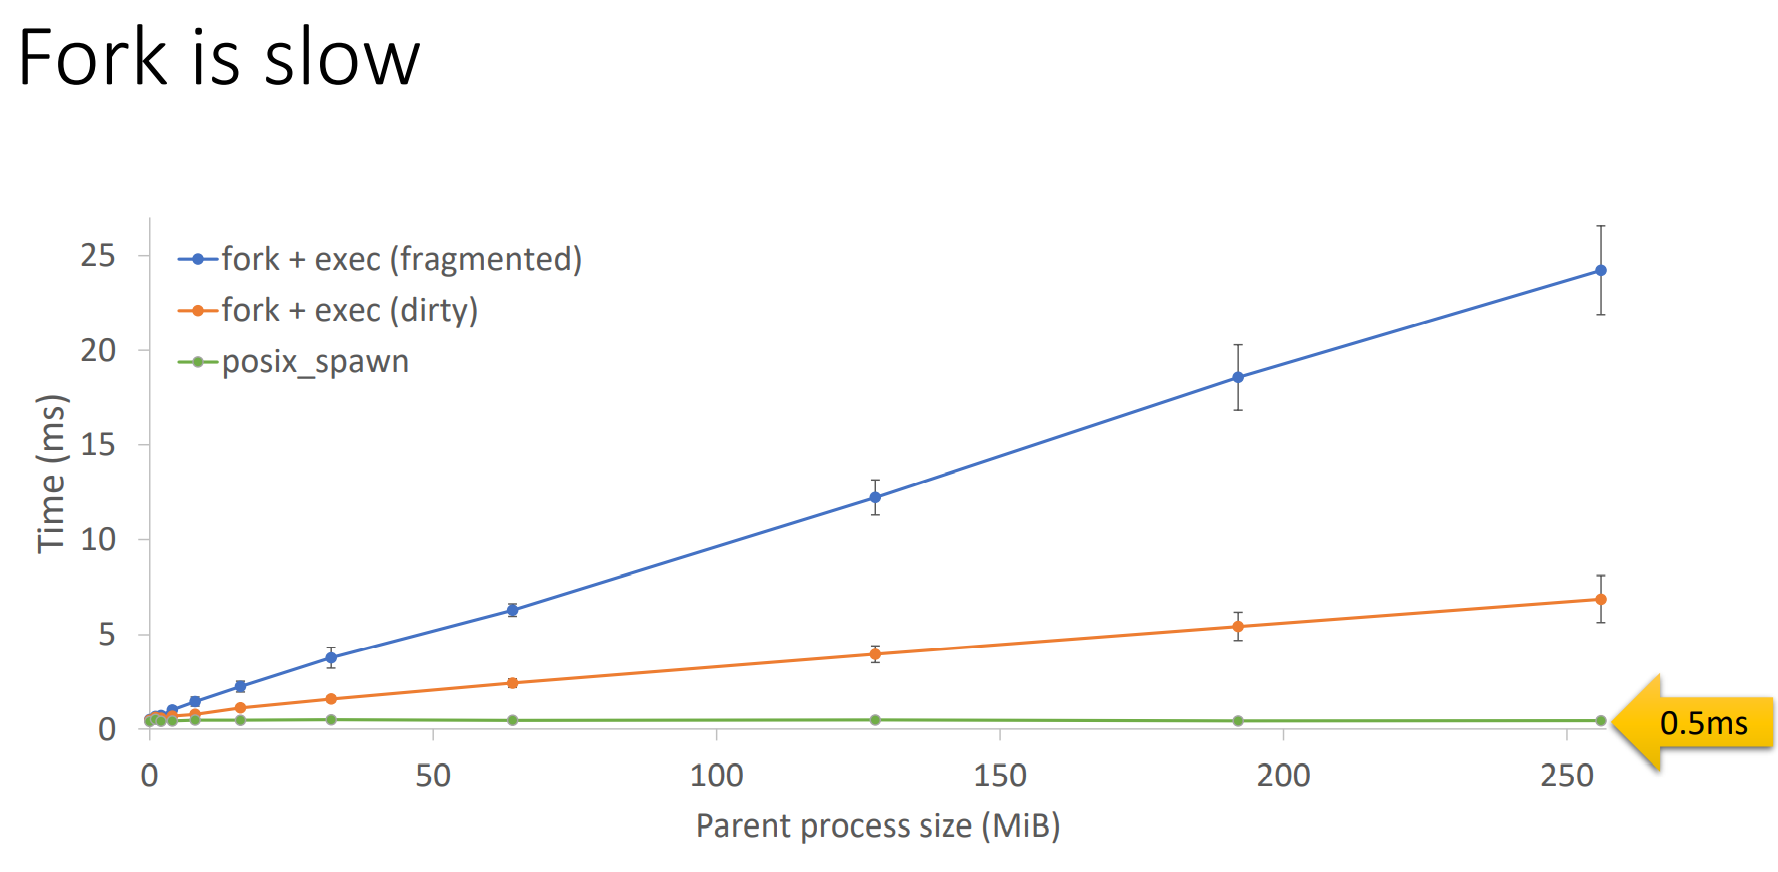 Fork is slow
fork + exec (fragmented)
fork + exec (dirty)
posix_spawn
Time (ms)
25
20
15
10
5
0
0.5ms
0 50 100 150 200 250
Parent process size (MiB)